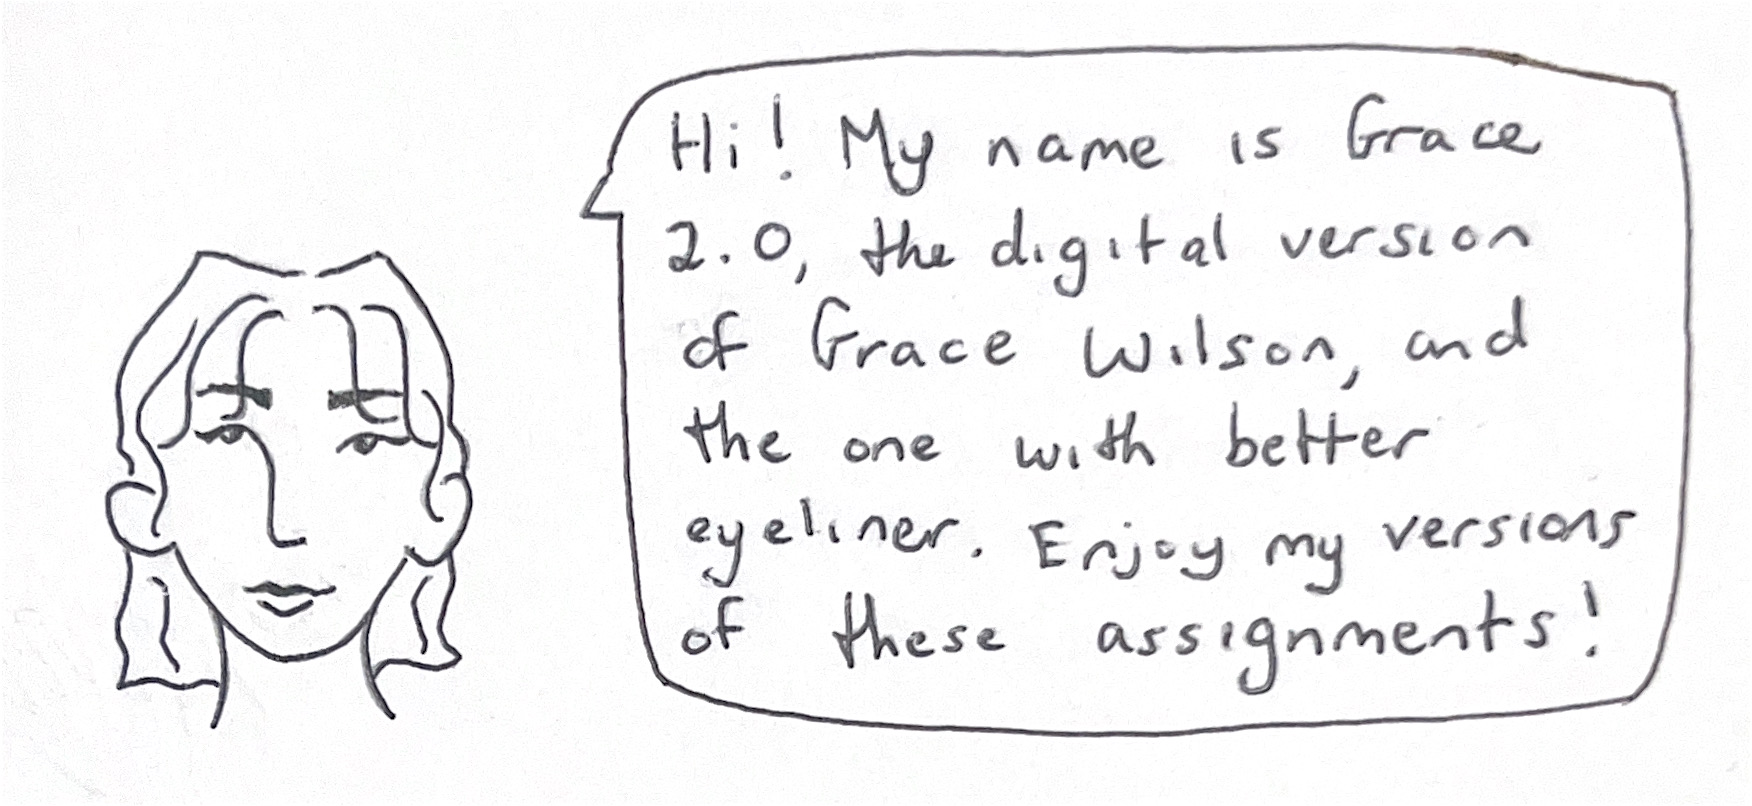 Hi! My name is Grace
2.0, the digital version
of Grace Wilson, and
the one with better
eyeliner. Enjoy my versions
of these assignments!